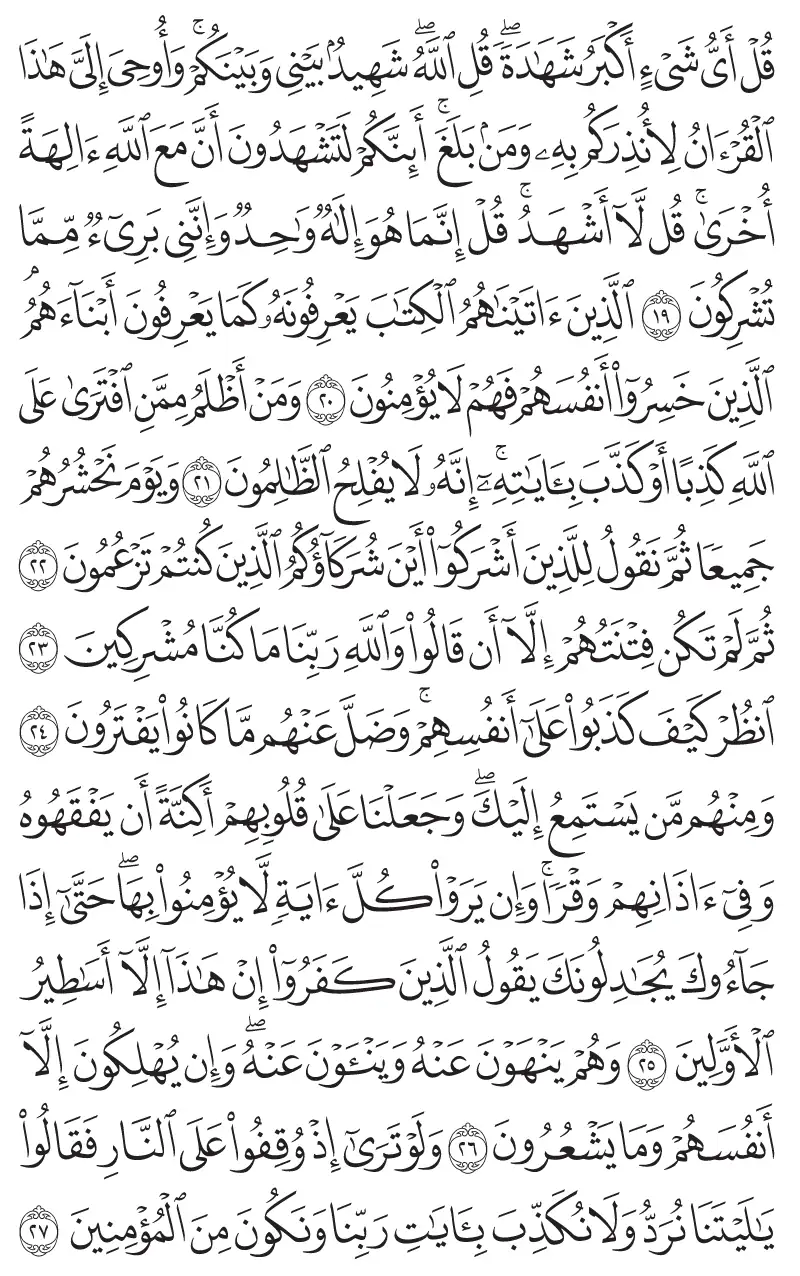 قُلْ أَيُّ شَىْءٍ أَكْبَرُ شَهَٰدَةًۖ قُلِ ٱللَّهُۖ شَهِيدُۢ بَيْنِى وَبَيْنَكُمْۚ وَأُوحِىَ إِلَىَّ هَٰذَا
ٱلْقُرْءَانُ لِأُنذِرَكُم بِهِۦ وَمَنۢ بَلَغَۚ أَئِنَّكُمْ لَتَشْهَدُونَ أَنَّ مَعَ ٱللَّهِ ءَالِهَةً
أُخْرَىٰۚ قُل لَّآ أَشْهَدُۚ قُلْ إِنَّمَا هُوَ إِلَٰهٌ وَٰحِدٌ وَإِنَّنِى بَرِىٓءٌ مِّمَّا
تُشْرِكُونَ ١٩ ٱلَّذِينَ ءَاتَيْنَٰهُمُ ٱلْكِتَٰبَ يَعْرِفُونَهُۥ كَمَا يَعْرِفُونَ أَبْنَآءَهُمُۘ
ٱلَّذِينَ خَسِرُوٓا۟ أَنفُسَهُمْ فَهُمْ لَا يُؤْمِنُونَ ٢٠ وَمَنْ أَظْلَمُ مِمَّنِ ٱفْتَرَىٰ عَلَى
ٱللَّهِ كَذِبًا أَوْ كَذَّبَ بِـَٔايَٰتِهِۦٓۚ إِنَّهُۥ لَا يُفْلِحُ ٱلظَّٰلِمُونَ ٢١ وَيَوْمَ نَحْشُرُهُمْ
جَمِيعًا ثُمَّ نَقُولُ لِلَّذِينَ أَشْرَكُوٓا۟ أَيْنَ شُرَكَآؤُكُمُ ٱلَّذِينَ كُنتُمْ تَزْعُمُونَ ٢٢
ثُمَّ لَمْ تَكُن فِتْنَتُهُمْ إِلَّآ أَن قَالُوا۟ وَٱللَّهِ رَبِّنَا مَا كُنَّا مُشْرِكِينَ ٢٣
ٱنظُرْ كَيْفَ كَذَبُوا۟ عَلَىٰٓ أَنفُسِهِمْۚ وَضَلَّ عَنْهُم مَّا كَانُوا۟ يَفْتَرُونَ ٢٤
وَمِنْهُم مَّن يَسْتَمِعُ إِلَيْكَۖ وَجَعَلْنَا عَلَىٰ قُلُوبِهِمْ أَكِنَّةً أَن يَفْقَهُوهُ
وَفِىٓ ءَاذَانِهِمْ وَقْرًاۚ وَإِن يَرَوْا۟ كُلَّ ءَايَةٍ لَّا يُؤْمِنُوا۟ بِهَاۖ حَتَّىٰٓ إِذَا
جَآءُوكَ يُجَٰدِلُونَكَ يَقُولُ ٱلَّذِينَ كَفَرُوٓا۟ إِنْ هَٰذَآ إِلَّآ أَسَٰطِيرُ
ٱلْأَوَّلِينَ ٢٥ وَهُمْ يَنْهَوْنَ عَنْهُ وَيَنْـَٔوْنَ عَنْهُۖ وَإِن يُهْلِكُونَ إِلَّآ
أَنفُسَهُمْ وَمَا يَشْعُرُونَ ٢٦ وَلَوْ تَرَىٰٓ إِذْ وُقِفُوا۟ عَلَى ٱلنَّارِ فَقَالُوا۟
يَٰلَيْتَنَا نُرَدُّ وَلَا نُكَذِّبَ بِـَٔايَٰتِ رَبِّنَا وَنَكُونَ مِنَ ٱلْمُؤْمِنِينَ ٢٧